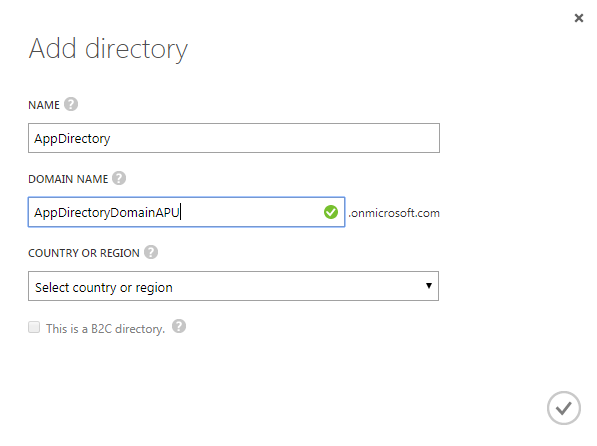 Add directory
NAME ?
AppDirectory
DOMAIN NAME ?
AppDirectoryDomainAPU .onmicrosoft.com
COUNTRY OR REGION ?
Select country or region
This is a B2C directory. ?